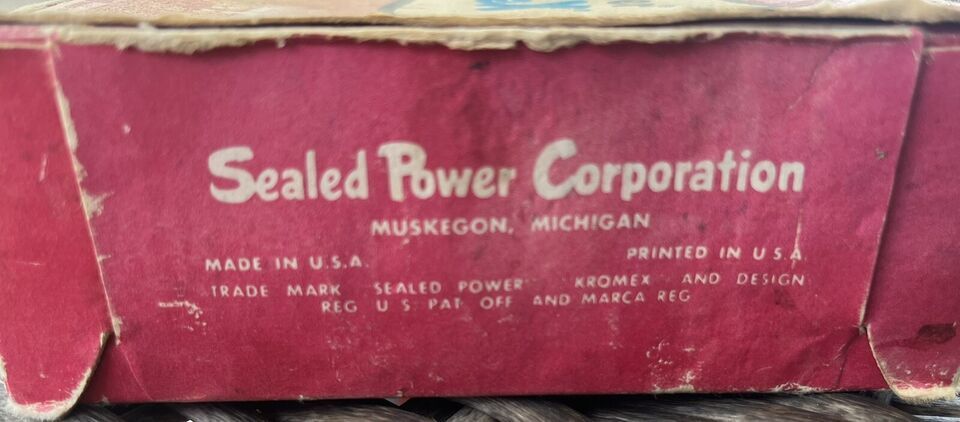 Sealed Power Corporation
MUSKEGON, MICHIGAN
MADE IN U.S.A. PRINTED IN U S A
TRADE MARK SEALED POWER KROMEX AND DESIGN
REG U S PAT OFF AND MARCA REG